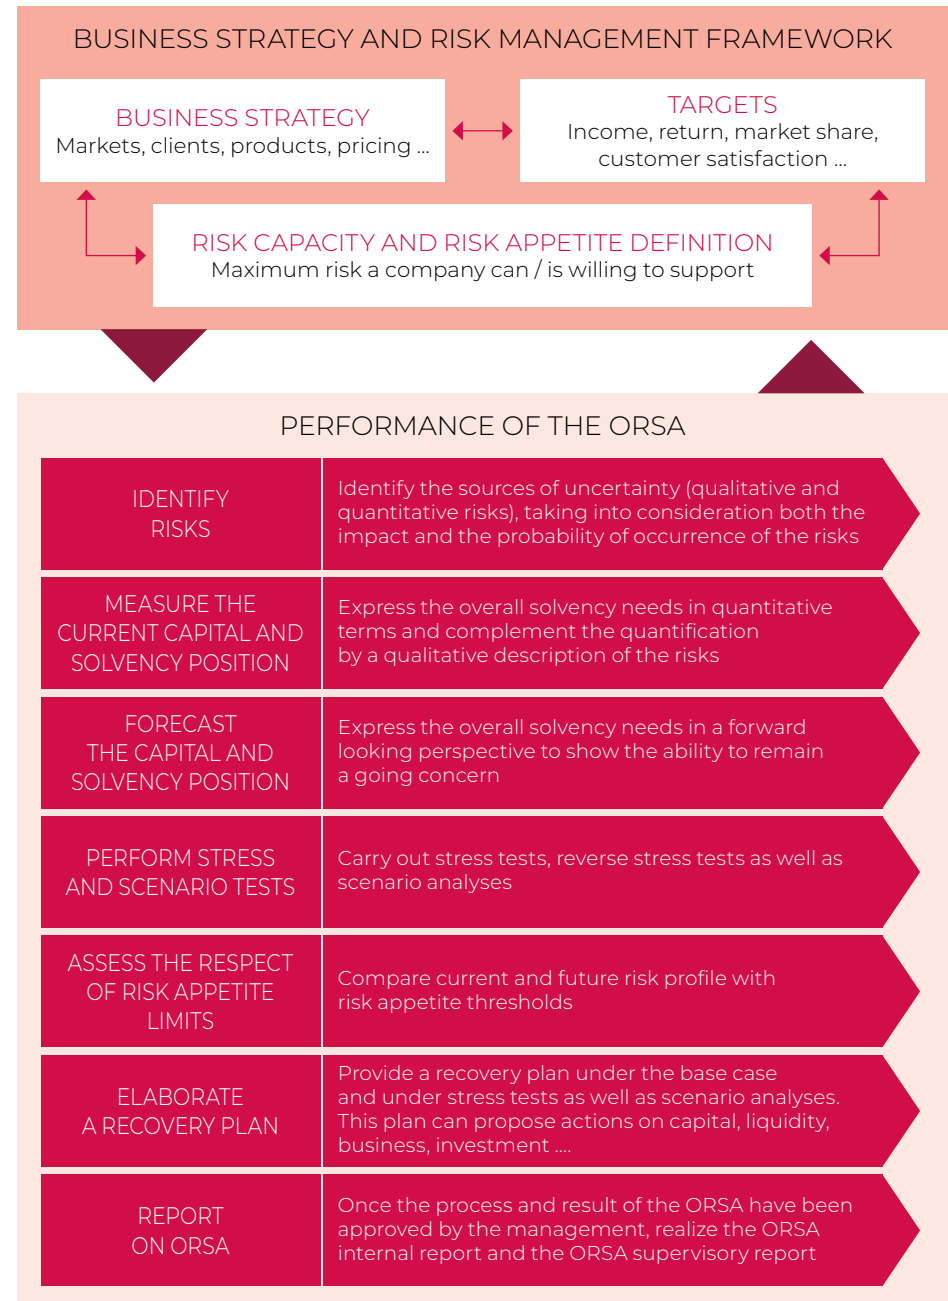 BUSINESS STRATEGY AND RISK MANAGEMENT FRAMEWORK
BUSINESS STRATEGY
Markets, clients, products, pricing ...
TARGETS
Income, return, market share,
customer satisfaction ...
RISK CAPACITY AND RISK APPETITE DEFINITION
Maximum risk a company can / is willing to support
PERFORMANCE OF THE ORSA
IDENTIFY
RISKS
Identify the sources of uncertainty (qualitative and
quantitative risks), taking into consideration both the
impact and the probability of occurrence of the risks
MEASURE THE
CURRENT CAPITAL AND
SOLVENCY POSITION
Express the overall solvency needs in quantitative
terms and complement the quantification
by a qualitative description of the risks
FORECAST
THE CAPITAL AND
SOLVENCY POSITION
Express the overall solvency needs in a forward
looking perspective to show the ability to remain
a going concern
PERFORM STRESS
AND SCENARIO TESTS
Carry out stress tests, reverse stress tests as well as
scenario analyses
ASSESS THE RESPECT
OF RISK APPETITE
LIMITS
Compare current and future risk profile with
risk appetite thresholds
ELABORATE
A RECOVERY PLAN
Provide a recovery plan under the base case
and under stress tests as well as scenario analyses.
This plan can propose actions on capital, liquidity,
business, investment ....
REPORT
ON ORSA
Once the process and result of the ORSA have been
approved by the management, realize the ORSA
internal report and the ORSA supervisory report